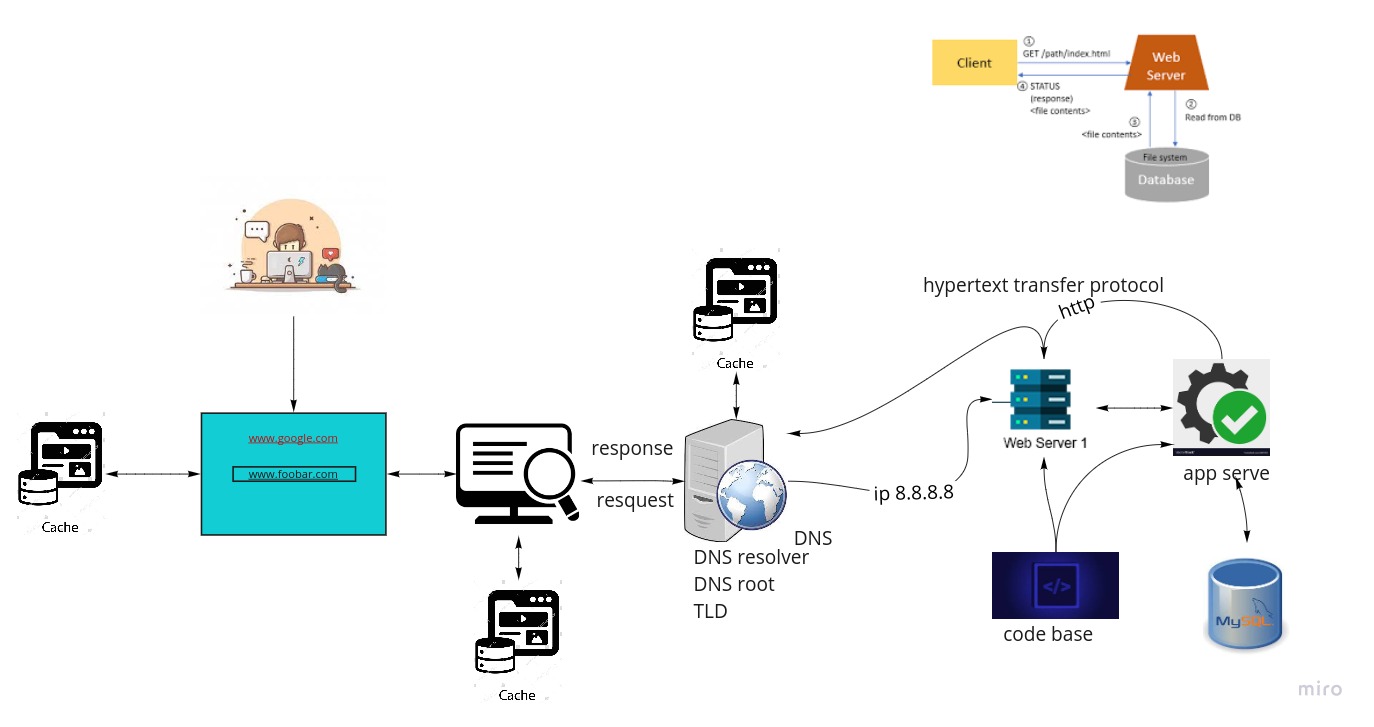 ①
GET /path/index.html
Client
Web
Server
④ STATUS
(response)
<file contents>
②
Read from DB
③
<file contents>
File system
Database
Cache
hypertext transfer protocol
http
www.google.com
www.foobar.com
Cache
response
resquest
Cache
ip 8.8.8.8
DNS
DNS resolver
DNS root
TLD
Web Server 1
app serve
code base
MySQL
Cache
miro